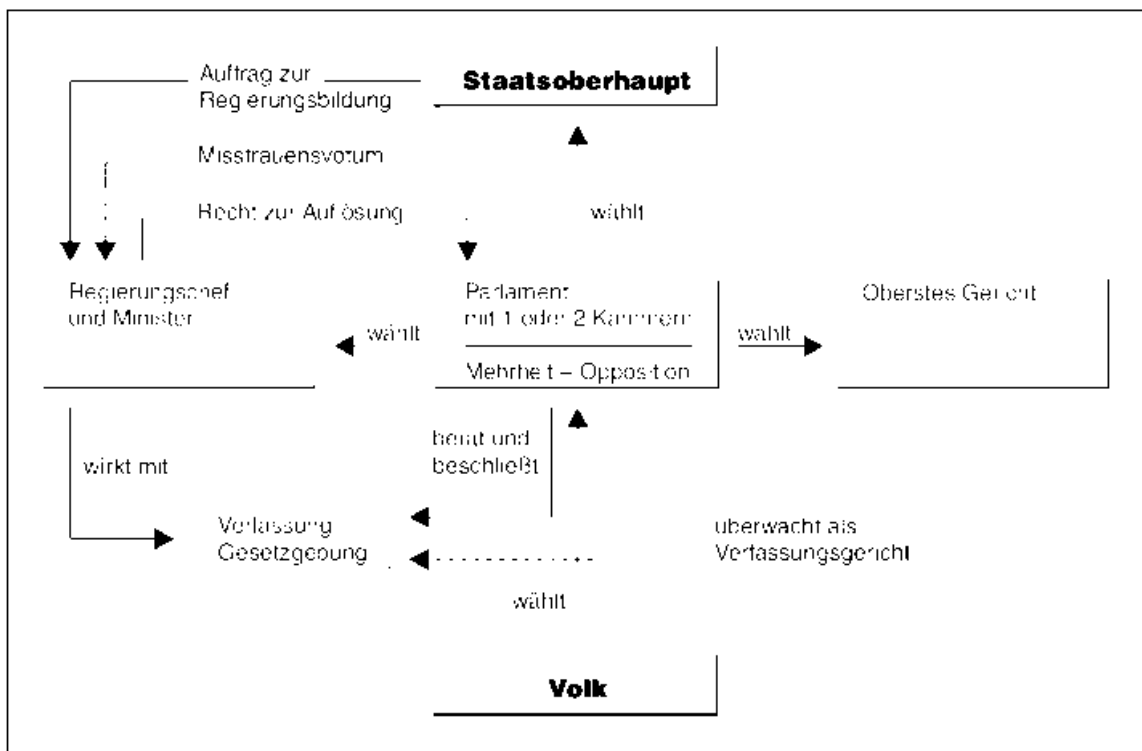 Auftrag zur
Regierungsbildung
Staatsoberhaupt
Misstrauensvotum
Recht zur Auflösung
wählt
Regierungschef
und Minister
wählt
Parlament
mit 1 oder 2 Kammern
Mehrheit – Opposition
wählt
Oberstes Gericht
wirkt mit
berät und
beschließt
Verfassung
Gesetzgebung
überwacht als
Verfassungsgericht
wählt
Volk